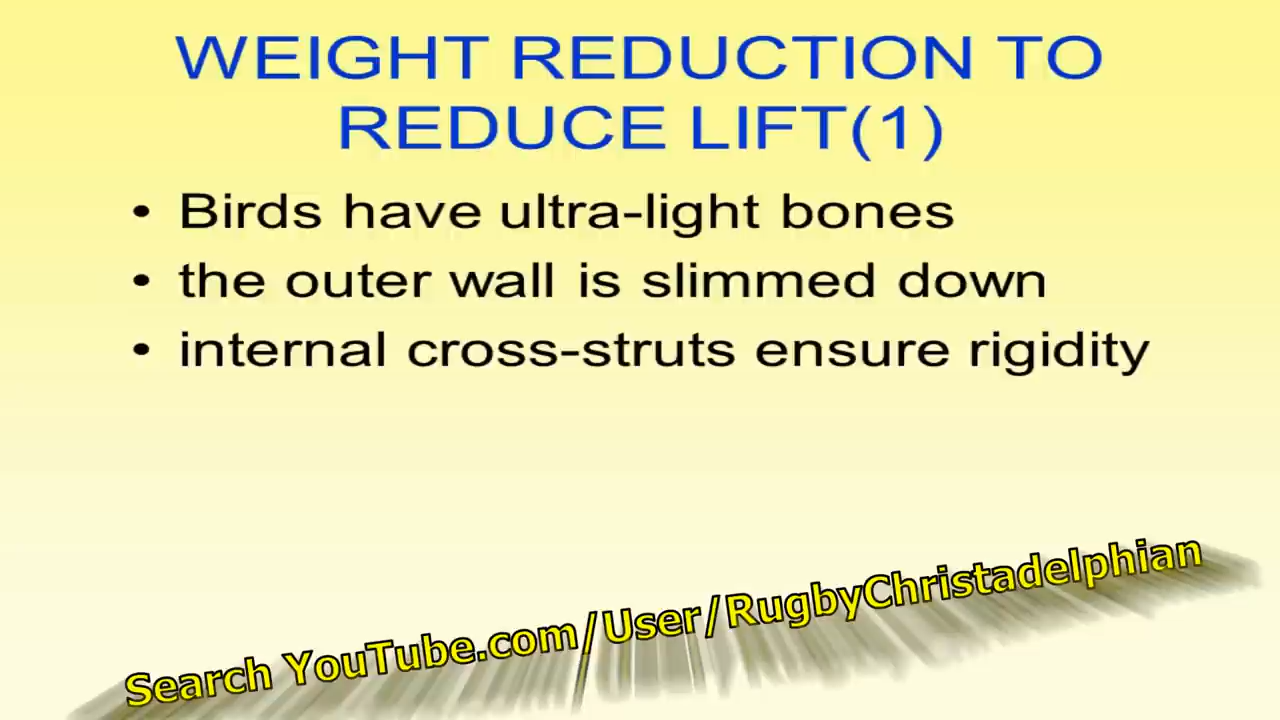 WEIGHT REDUCTION TO
REDUCE LIFT(1)
• Birds have ultra-light bones
• the outer wall is slimmed down
• internal cross-struts ensure rigidity
Search YouTube.com/User/RugbyChristadelphian